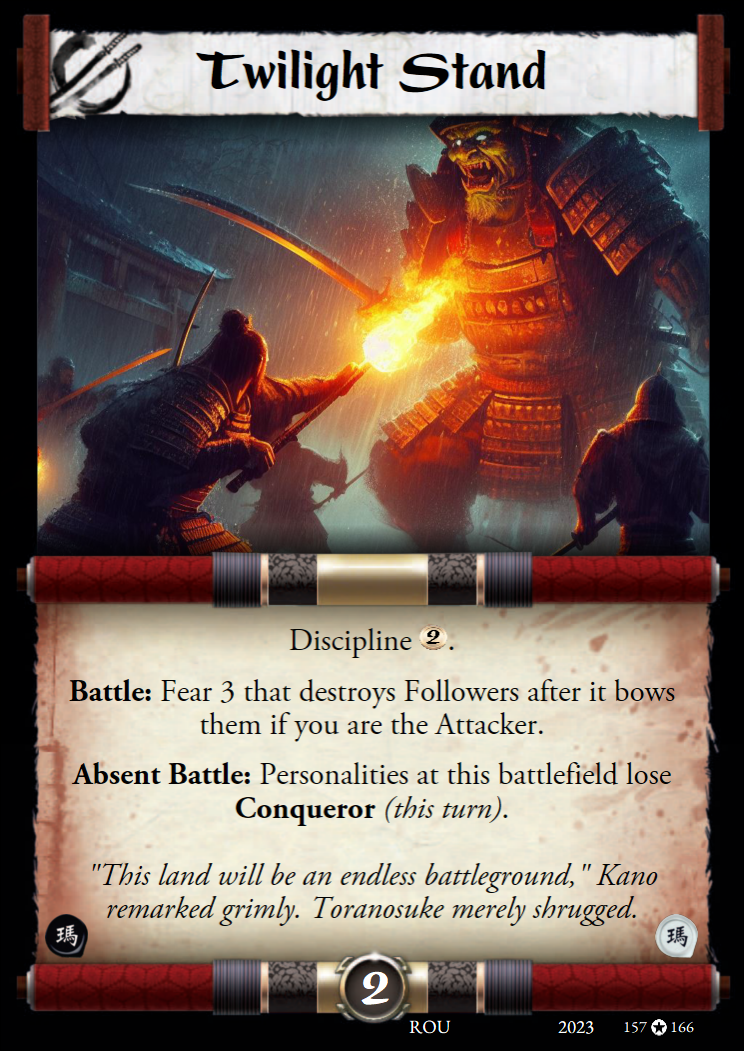 Twilight Stand
Discipline 2.
Battle: Fear 3 that destroys Followers after it bows
them if you are the Attacker.
Absent Battle: Personalities at this battlefield lose
Conqueror (this turn).
"This land will be an endless battleground," Kano
remarked grimly. Toranosuke merely shrugged.
瑪 瑪
2
ROU 2023 157 166